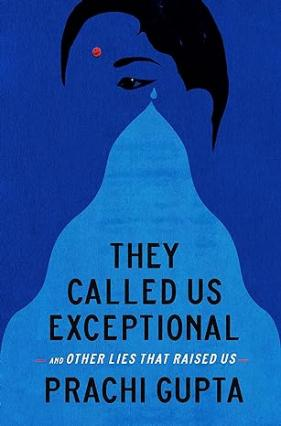 THEY
CALLED US
EXCEPTIONAL
— AND OTHER LIES THAT RAISED US —
PRACHI GUPTA